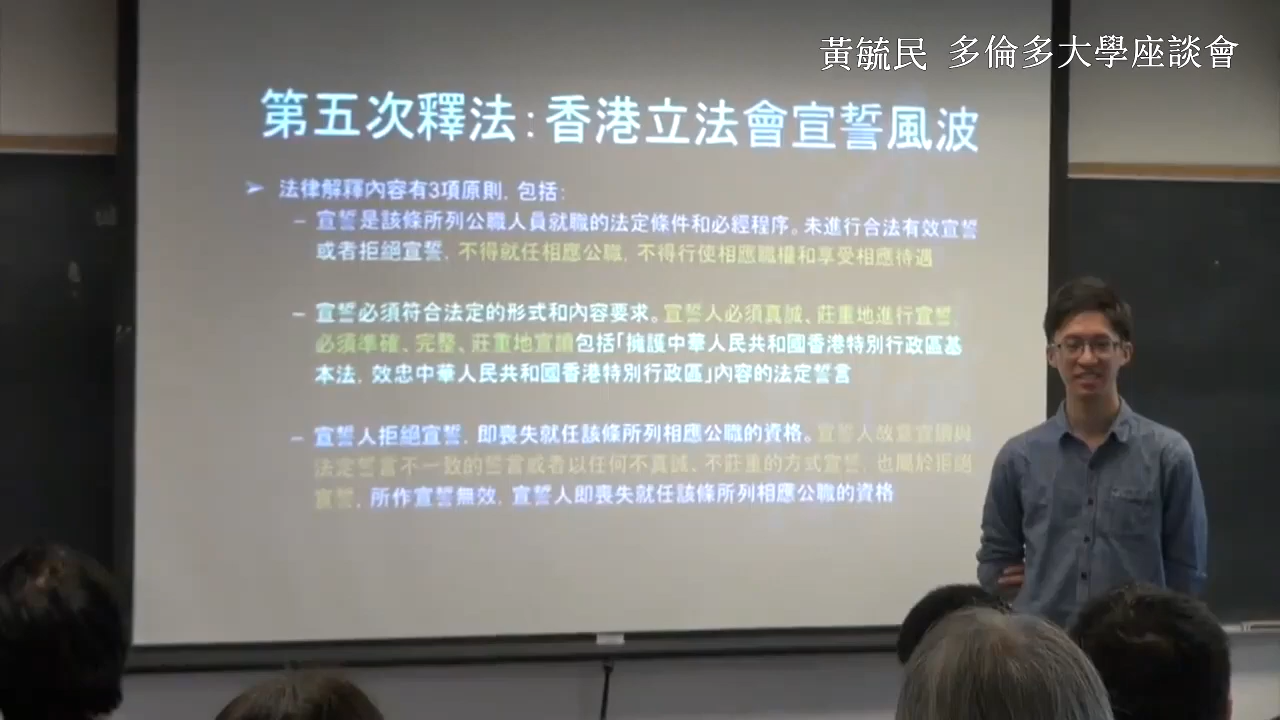 黃毓民 多倫多大學座談會
第五次釋法：香港立法會宣誓風波
➢ 法律解釋內容有3項原則，包括：
– 宣誓是該條所列公職人員就職的法定條件和必經程序。未進行合法有效宣誓
或者拒絕宣誓，不得就任相應公職，不得行使相應職權和享受相應待遇
– 宣誓必須符合法定的形式和內容要求。宣誓人必須真誠、莊重地進行宣誓，
必須準確、完整、莊重地宣讀包括「擁護中華人民共和國香港特別行政區基
本法，效忠中華人民共和國香港特別行政區」內容的法定誓言
– 宣誓人拒絕宣誓，即喪失就任該條所列相應公職的資格。宣誓人故意宣讀與
法定誓言不一致的誓言或者以任何不真誠、不莊重的方式宣誓，也屬於拒絕
宣誓，所作宣誓無效，宣誓人即喪失就任該條所列相應公職的資格